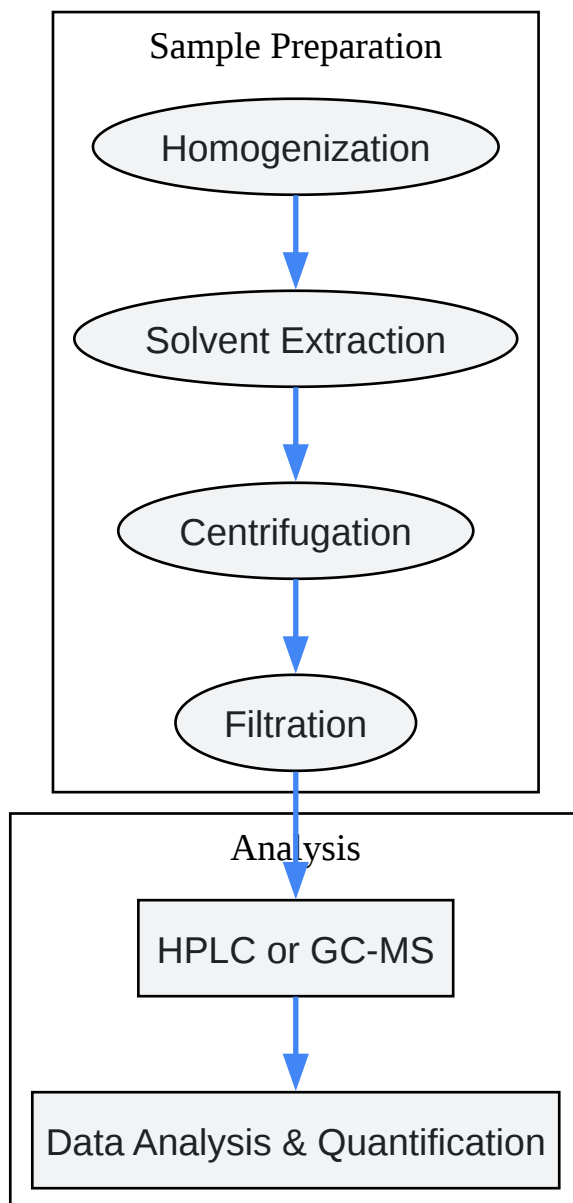 Sample Preparation
Homogenization
Solvent Extraction
Centrifugation
Filtration
Analysis
HPLC or GC-MS
Data Analysis & Quantification